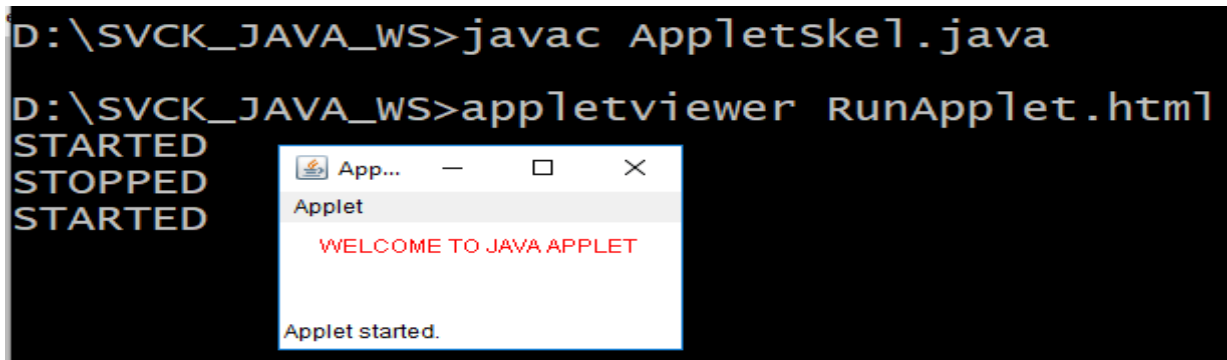 D:\SVCK_JAVA_WS>javac AppletSkel.java
D:\SVCK_JAVA_WS>appletviewer RunApplet.html
STARTED
STOPPED
STARTED
App...
Applet
WELCOME TO JAVA APPLET
Applet started.